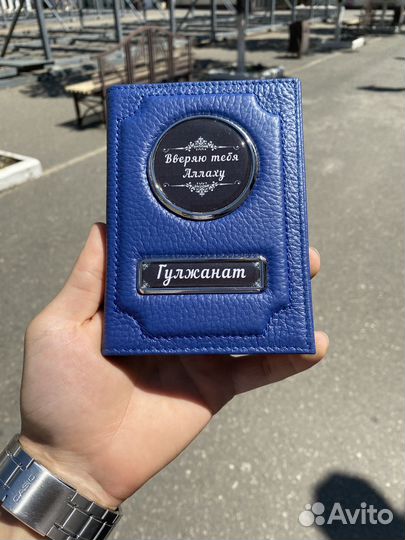 Вверяю тебя
Аллаху
Гулжанат
CASIO
Avito